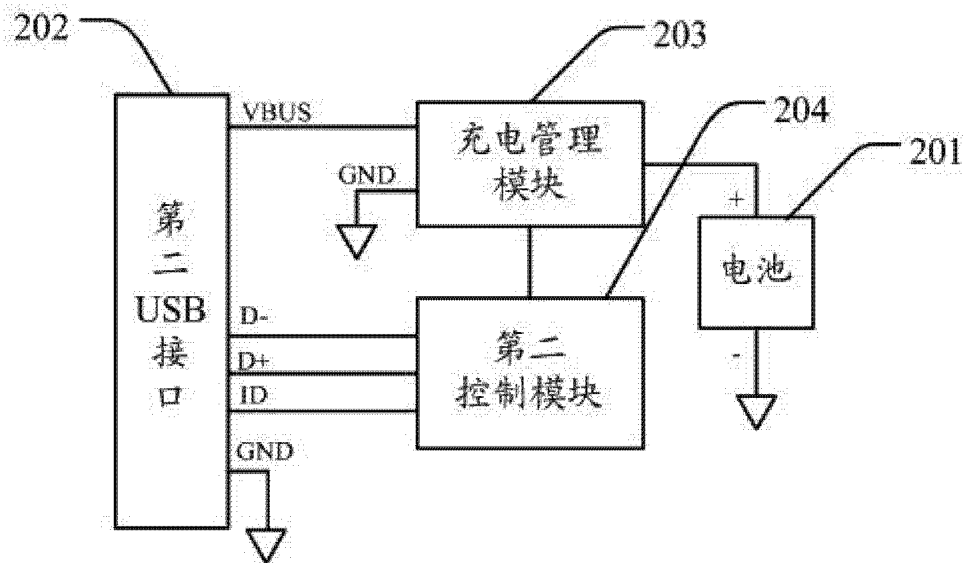 202
203
204
201
VBUS
充电管理
模块
GND
+
电池
-
第
二
USB
接
口
D-
D+
ID
GND
第二
控制模块